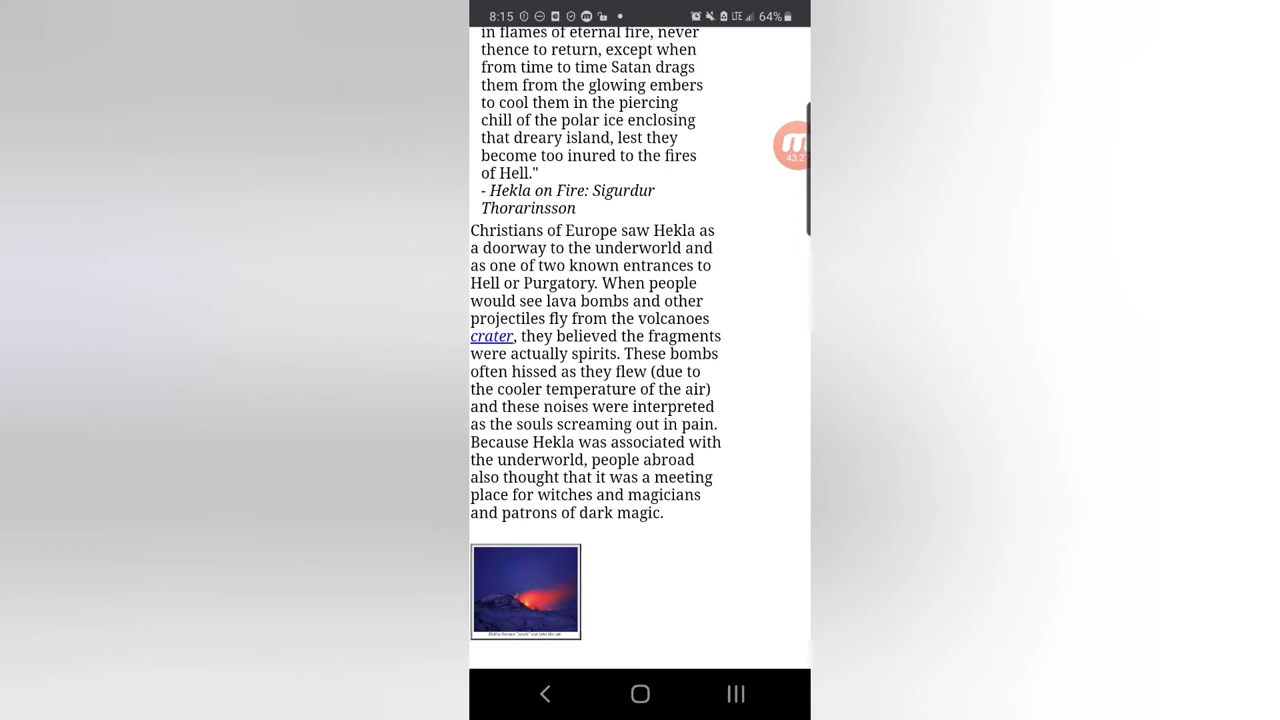 8:15
LTE 64%
in flames of eternal fire, never
thence to return, except when
from time to time Satan drags
them from the glowing embers
to cool them in the piercing
chill of the polar ice enclosing
that dreary island, lest they
become too inured to the fires
of Hell."
- Hekla on Fire: Sigurdur
Thorarinsson
Christians of Europe saw Hekla as
a doorway to the underworld and
as one of two known entrances to
Hell or Purgatory. When people
would see lava bombs and other
projectiles fly from the volcanoes
crater, they believed the fragments
were actually spirits. These bombs
often hissed as they flew (due to
the cooler temperature of the air)
and these noises were interpreted
as the souls screaming out in pain.
Because Hekla was associated with
the underworld, people abroad
also thought that it was a meeting
place for witches and magicians
and patrons of dark magic.